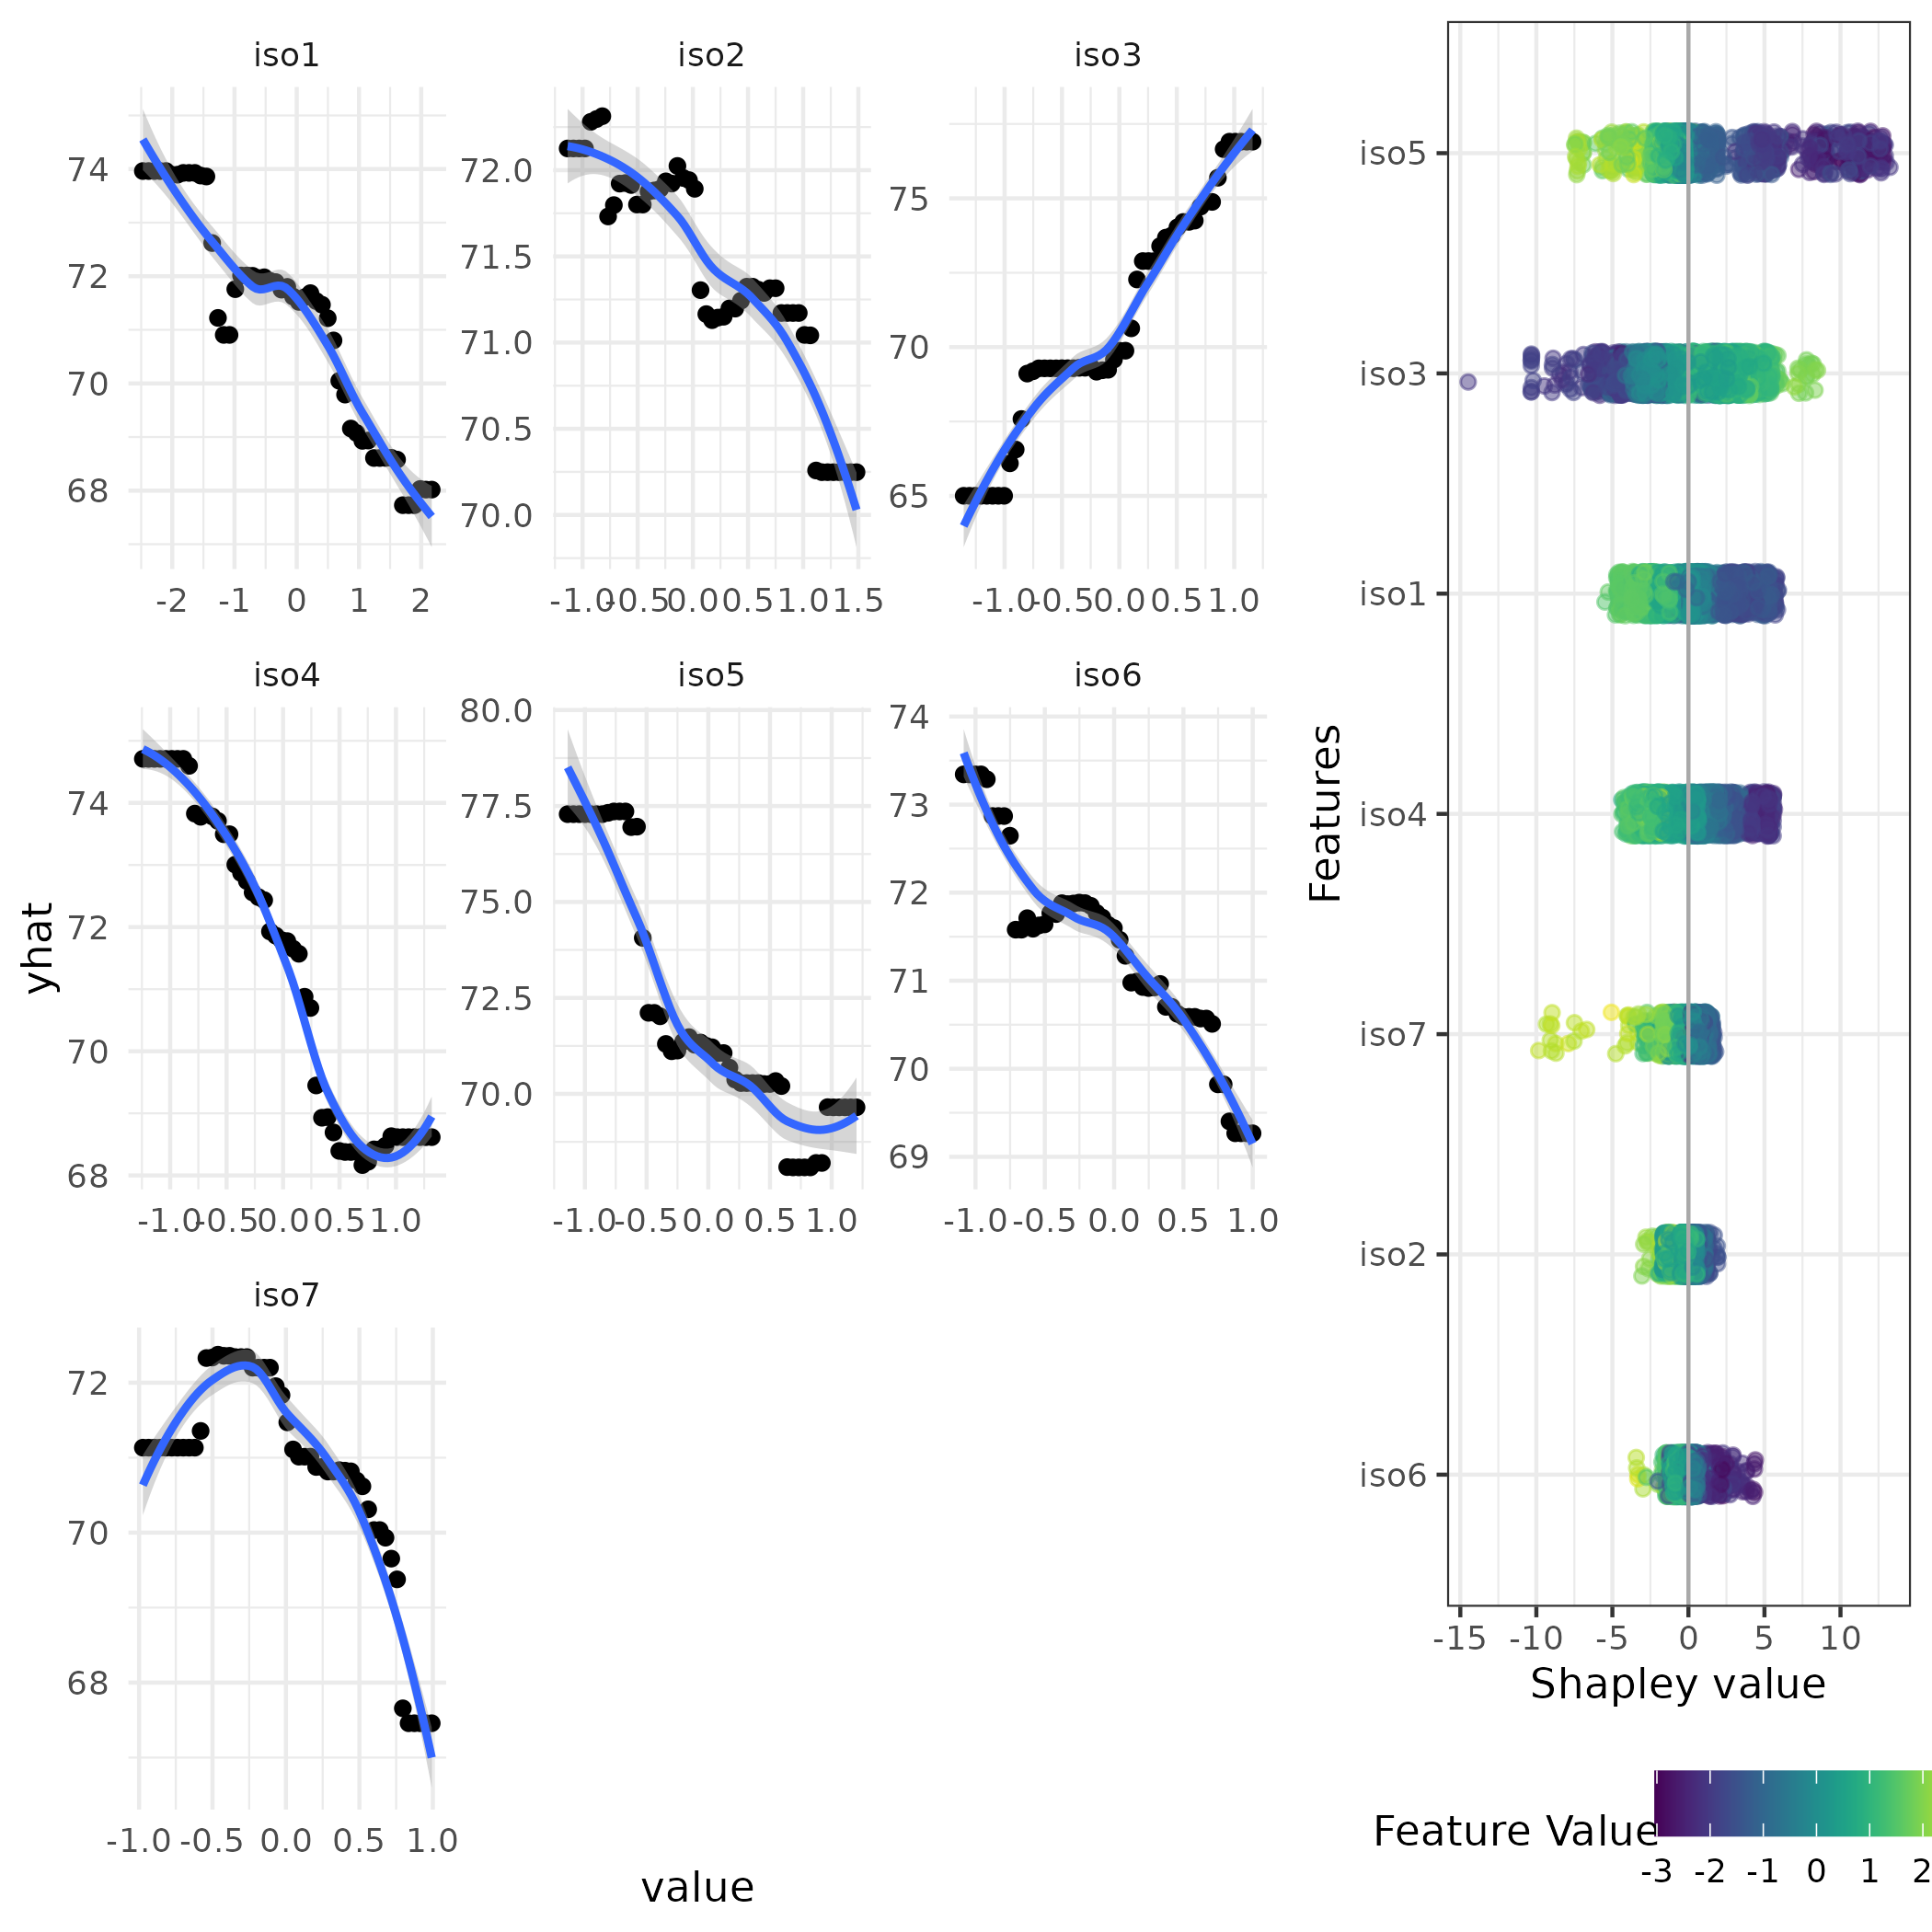 iso1 iso2 iso3
74
72
70
68
72.0
71.5
71.0
70.5
70.0
75
70
65
-2 -1 0 1 2
-1.0 -0.5 0.0 0.5 1.0 1.5
-1.0 -0.5 0.0 0.5 1.0
iso4 iso5 iso6
74
72
70
68
80.0
77.5
75.0
72.5
70.0
74
73
72
71
70
69
-1.0 -0.5 0.0 0.5 1.0
-1.0 -0.5 0.0 0.5 1.0
-1.0 -0.5 0.0 0.5 1.0
iso7
72
70
68
-1.0 -0.5 0.0 0.5 1.0
yhat
value
Features
iso5
iso3
iso1
iso4
iso7
iso2
iso6
-15 -10 -5 0 5 10
Shapley value
Feature Value
-3 -2 -1 0 1 2